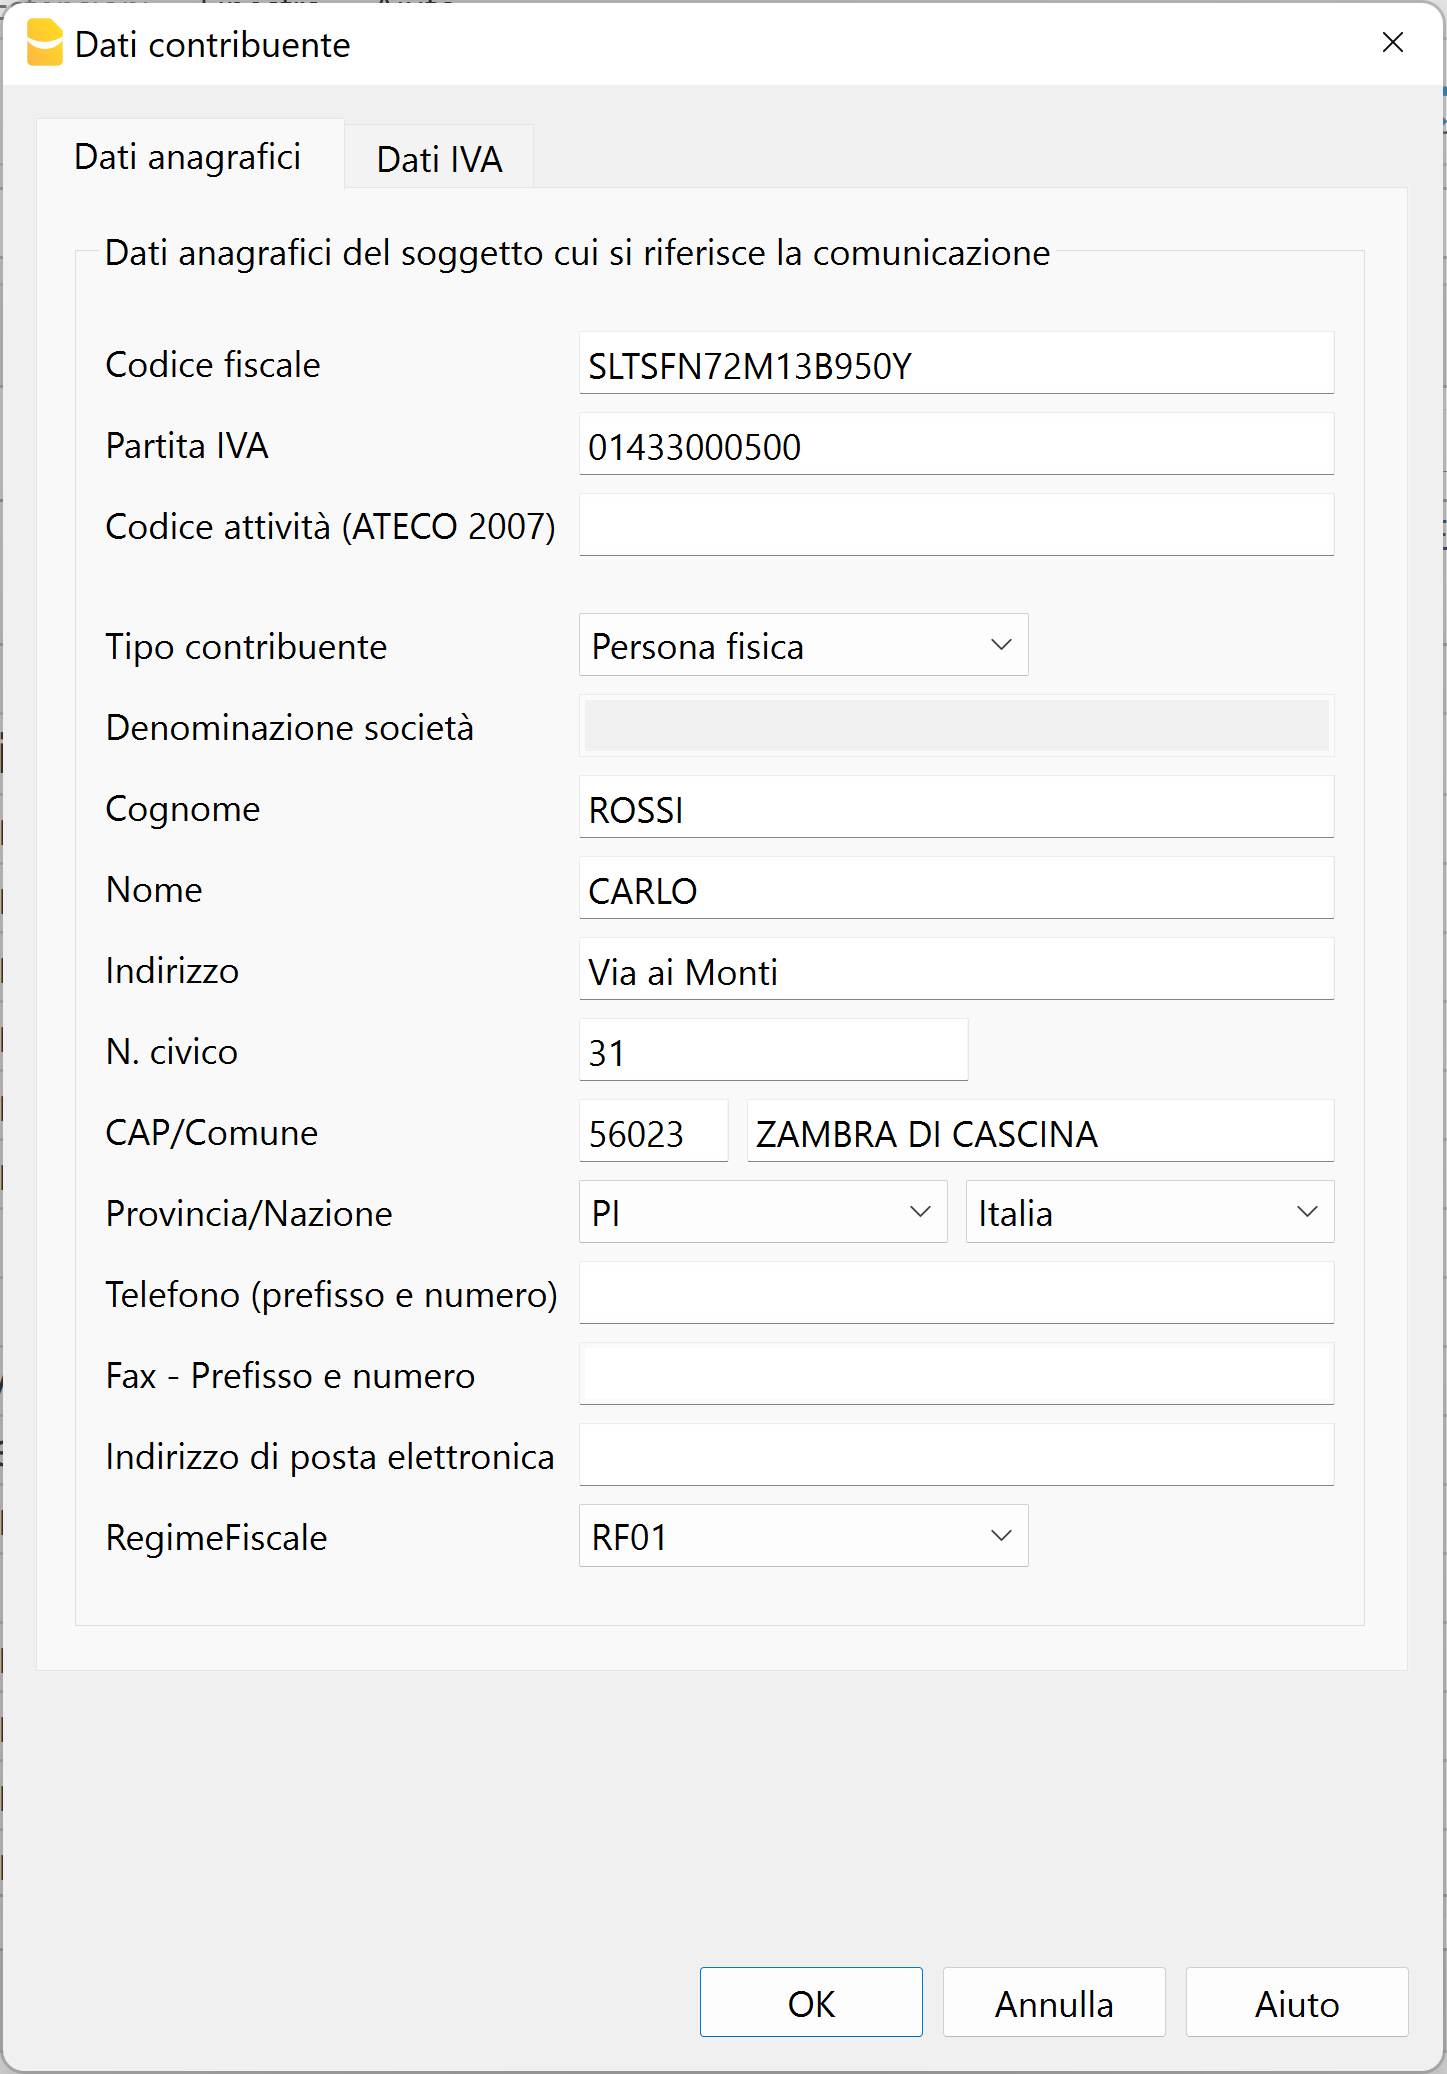 Dati contribuente
Dati anagrafici
Dati IVA
Dati anagrafici del soggetto cui si riferisce la comunicazione
Codice fiscale SLTSFN72M13B950Y
Partita IVA 01433000500
Codice attività (ATECO 2007)
Tipo contribuente Persona fisica
Denominazione società
Cognome ROSSI
Nome CARLO
Indirizzo Via ai Monti
N. civico 31
CAP/Comune 56023 ZAMBRA DI CASCINA
Provincia/Nazione PI Italia
Telefono (prefisso e numero)
Fax - Prefisso e numero
Indirizzo di posta elettronica
RegimeFiscale RF01
OK Annulla Aiuto